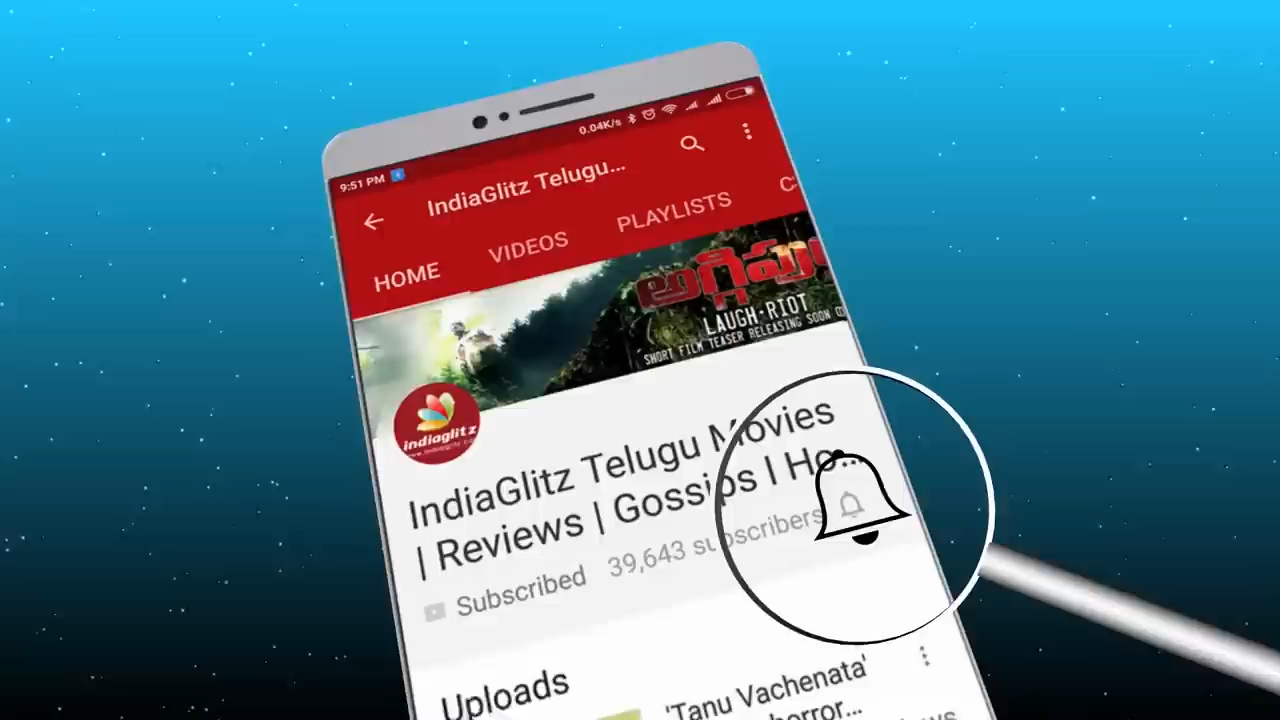 9:51 PM
0.04K/s
IndiaGlitz Telugu...
HOME VIDEOS PLAYLISTS
LAUGH-RIOT
SHORT FILM TEASER RELEASING SOON
indiaglitz
IndiaGlitz Telugu Movies
| Reviews | Gossips I Ho...
Subscribed 39,643 subscribers
Uploads
'Tanu Vachenata'
horror...